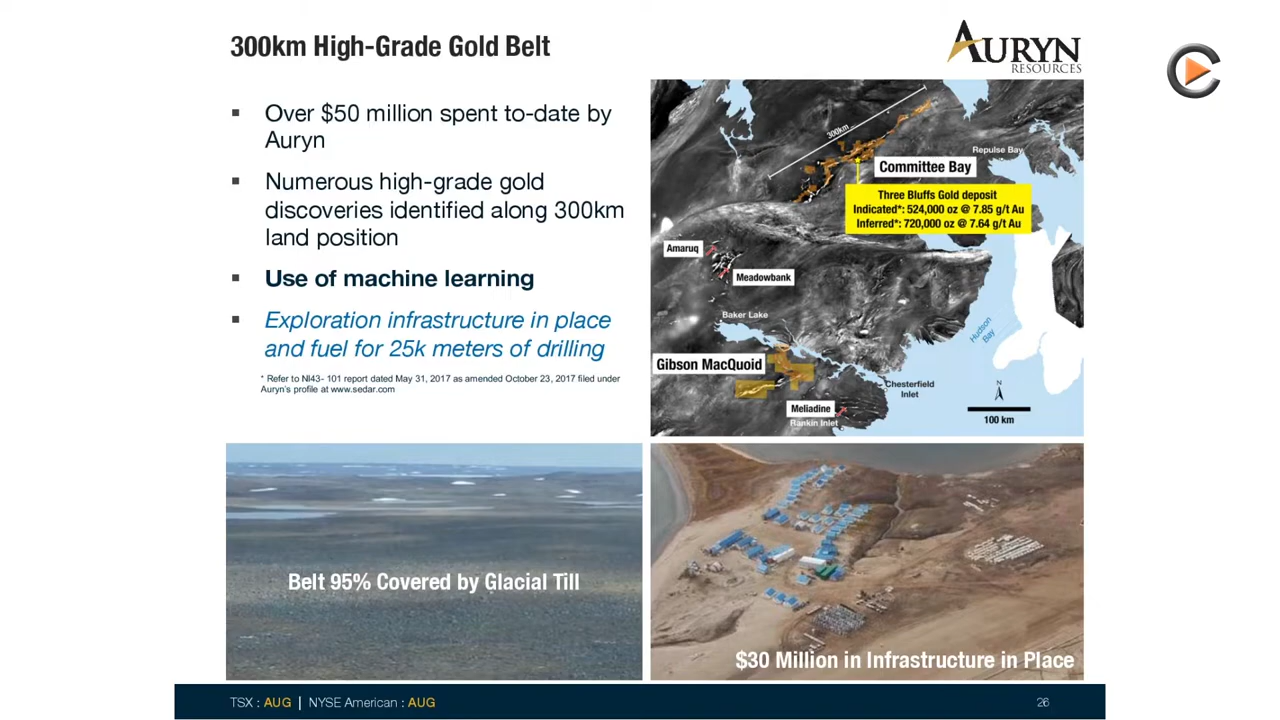 300km High-Grade Gold Belt
AURYN
RESOURCES
▪ Over $50 million spent to-date by
Auryn
▪ Numerous high-grade gold
discoveries identified along 300km
land position
▪ Use of machine learning
▪ Exploration infrastructure in place
and fuel for 25k meters of drilling
* Refer to NI43- 101 report dated May 31, 2017 as amended October 23, 2017 filed under
Auryn's profile at www.sedar.com
300km
Repulse Bay
Committee Bay
Three Bluffs Gold deposit
Indicated*: 524,000 oz @ 7.85 g/t Au
Inferred*: 720,000 oz @ 7.64 g/t Au
Amaruq
Meadowbank
Baker Lake
Hudson
Bay
Gibson MacQuoid
Chesterfield
Inlet
N
Meliadine
Rankin Inlet
100 km
Belt 95% Covered by Glacial Till
$30 Million in Infrastructure in Place
TSX : AUG | NYSE American : AUG
26